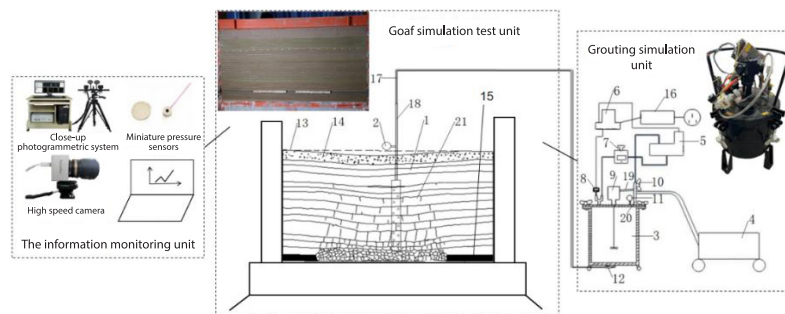 Goaf simulation test unit
Grouting simulation
unit
Close-up
photogrammetric system
Miniature pressure
sensors
High speed camera
The information monitoring unit
17
18
15
13
14
2
1
21
6
16
7
5
8
9
19
10
11
20
3
4
12